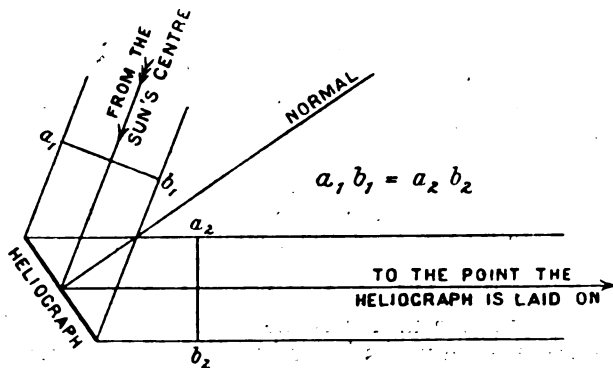 FROM THE
SUN'S CENTRE
NORMAL
a₁
b₁
a₁ b₁ = a₂ b₂
a₂
HELIOGRAPH
TO THE POINT THE
HELIOGRAPH IS LAID ON
b₂